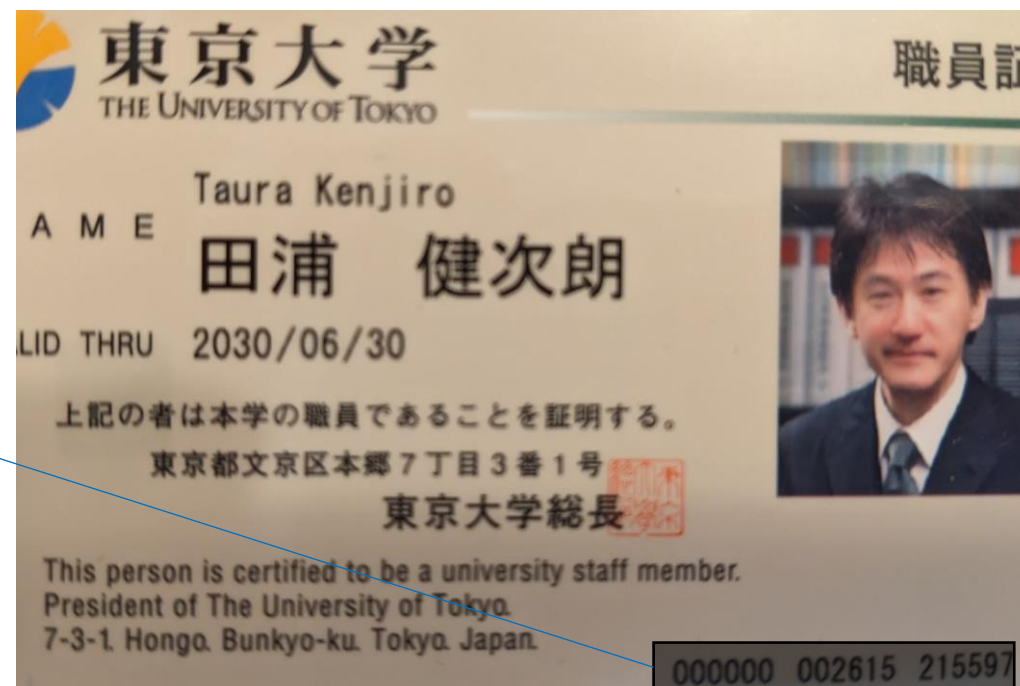 東京大学
THE UNIVERSITY OF TOKYO
職員証
Taura Kenjiro
AME
田浦 健次朗
LID THRU 2030/06/30
上記の者は本学の職員であることを証明する。
東京都文京区本郷7丁目3番1号
東京大学総長
This person is certified to be a university staff member.
President of The University of Tokyo.
7-3-1. Hongo. Bunkyo-ku. Tokyo. Japan.
000000 002615 215597